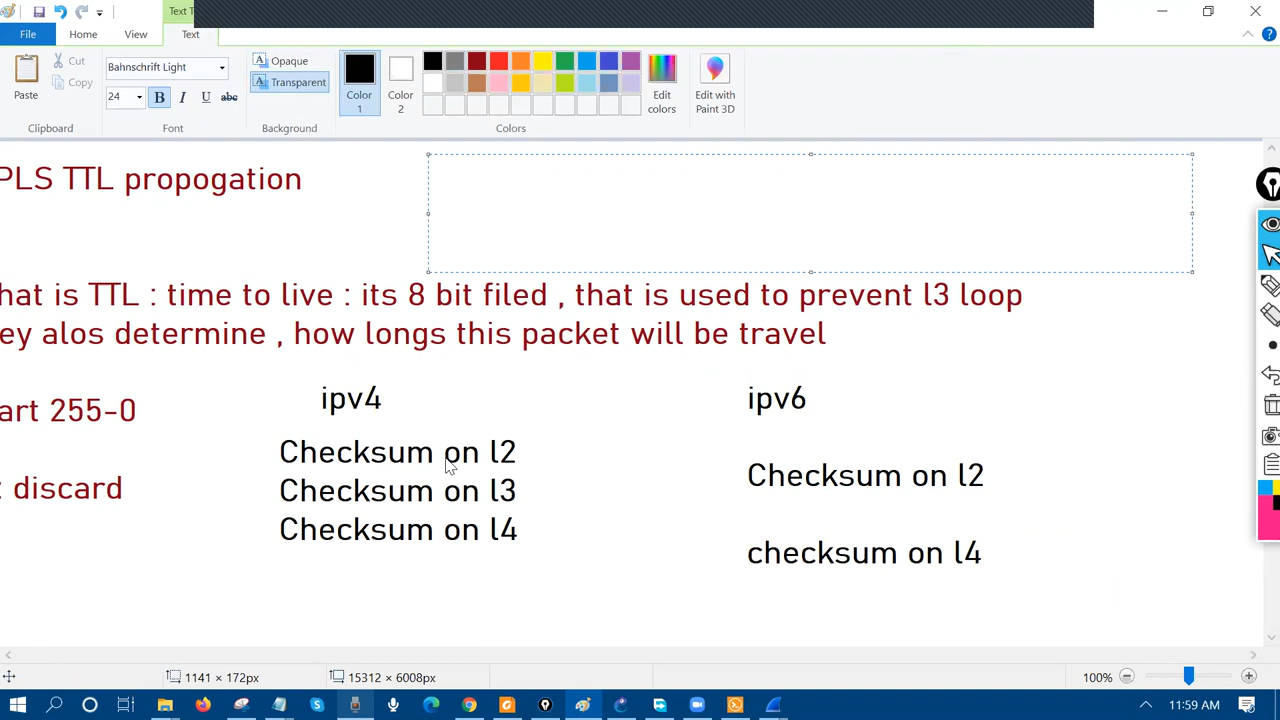 Text T
File
Home
View
Text
Paste
Cut
Copy
Clipboard
Bahnschrift Light
24
B I U abc
Font
Opaque
Transparent
Background
Color 1
Color 2
Edit colors
Edit with Paint 3D
Colors
PLS TTL propogation
hat is TTL : time to live : its 8 bit filed , that is used to prevent l3 loop
ey alos determine , how longs this packet will be travel
art 255-0
: discard
ipv4
Checksum on l2
Checksum on l3
Checksum on l4
ipv6
Checksum on l2
checksum on l4
1141 × 172px
15312 × 6008px
100%
11:59 AM